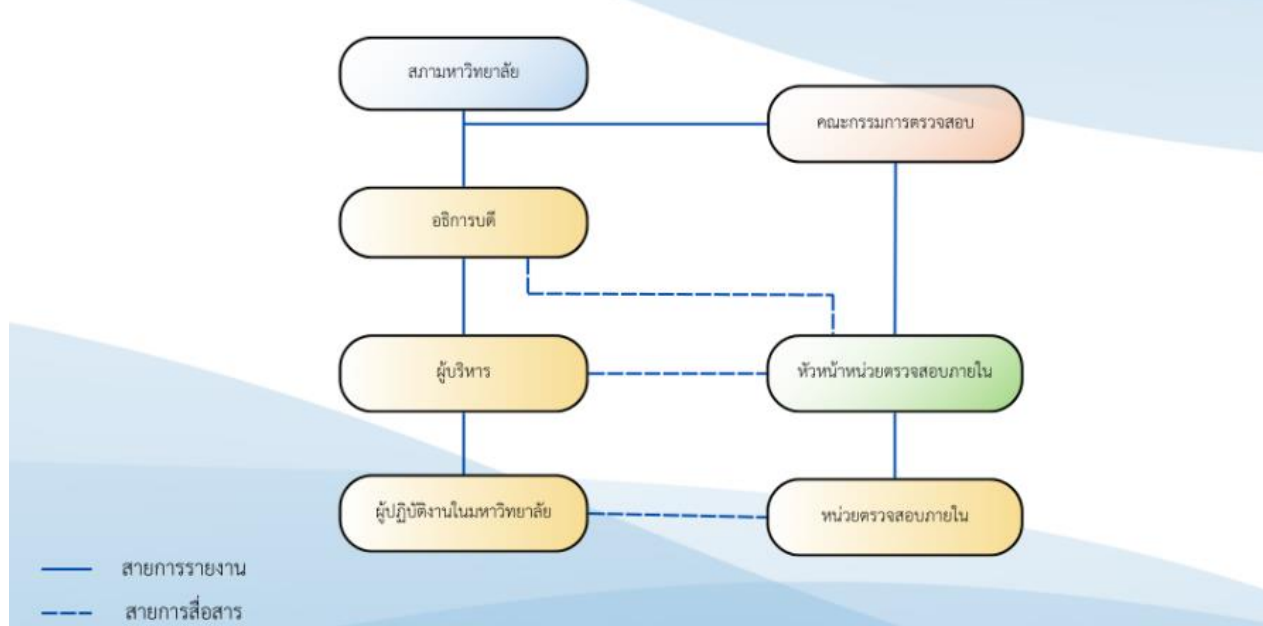 สภามหาวิทยาลัย
คณะกรรมการตรวจสอบ
อธิการบดี
ผู้บริหาร
หัวหน้าหน่วยตรวจสอบภายใน
ผู้ปฏิบัติงานในมหาวิทยาลัย
หน่วยตรวจสอบภายใน
สายการรายงาน
สายการสื่อสาร